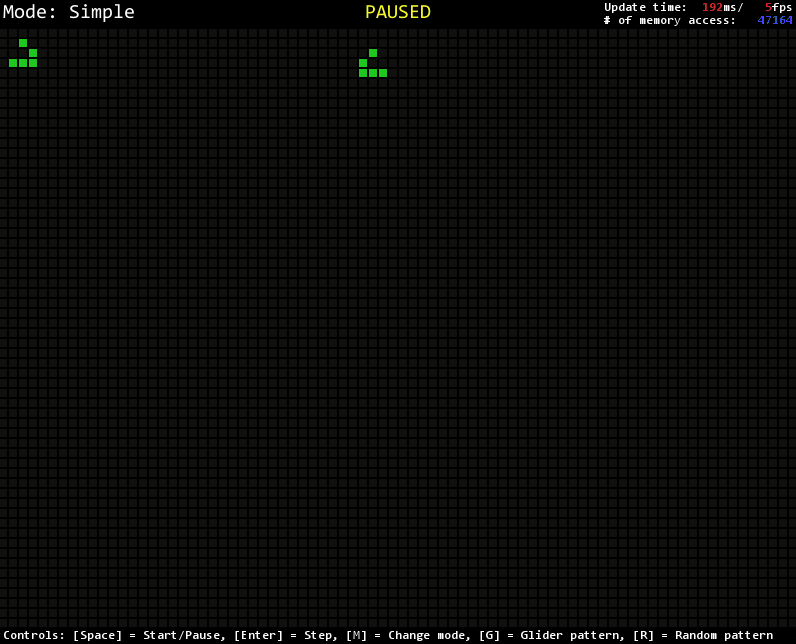 Mode: Simple
PAUSED
Update time: 192ms/ 5fps
# of memory access: 47164
Controls: [Space] = Start/Pause, [Enter] = Step, [M] = Change mode, [G] = Glider pattern, [R] = Random pattern